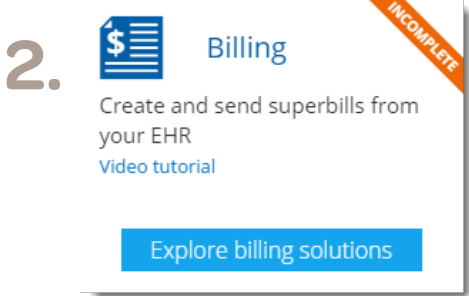 INCOMPLETE
2.
$
Billing
Create and send superbills from
your EHR
Video tutorial
Explore billing solutions